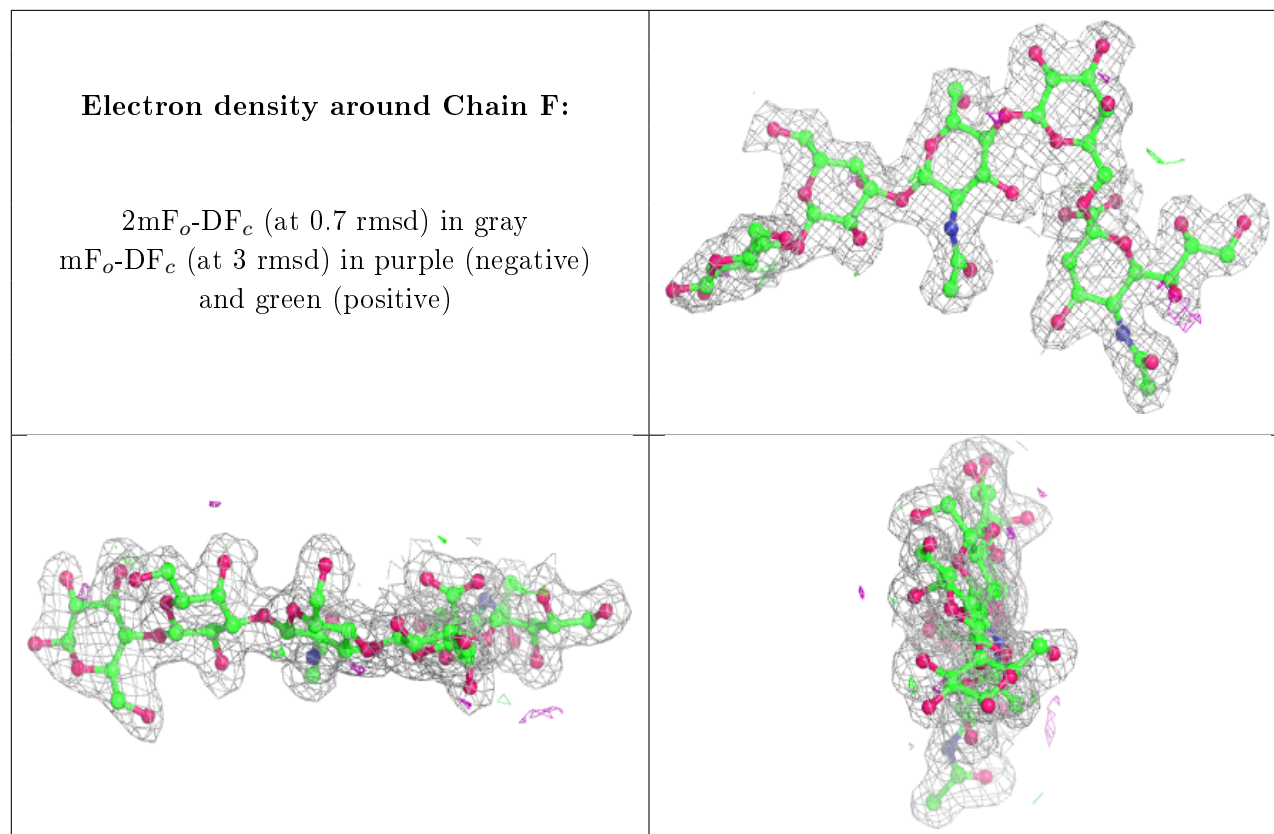 Electron density around Chain F:
2mFo-DFc (at 0.7 rmsd) in gray
mFo-DFc (at 3 rmsd) in purple (negative)
and green (positive)